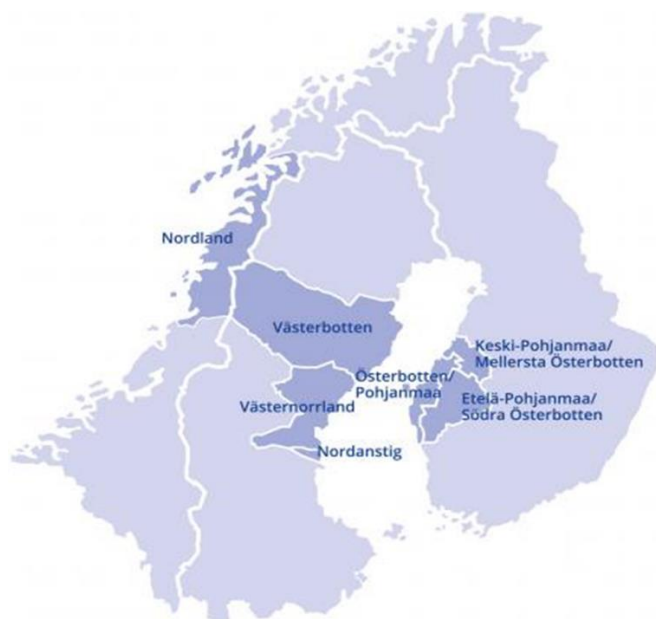 Nordland
Västerbotten
Keski-Pohjanmaa/
Mellersta Österbotten
Österbotten/
Pohjanmaa
Etelä-Pohjanmaa/
Södra Österbotten
Västernorrland
Nordanstig